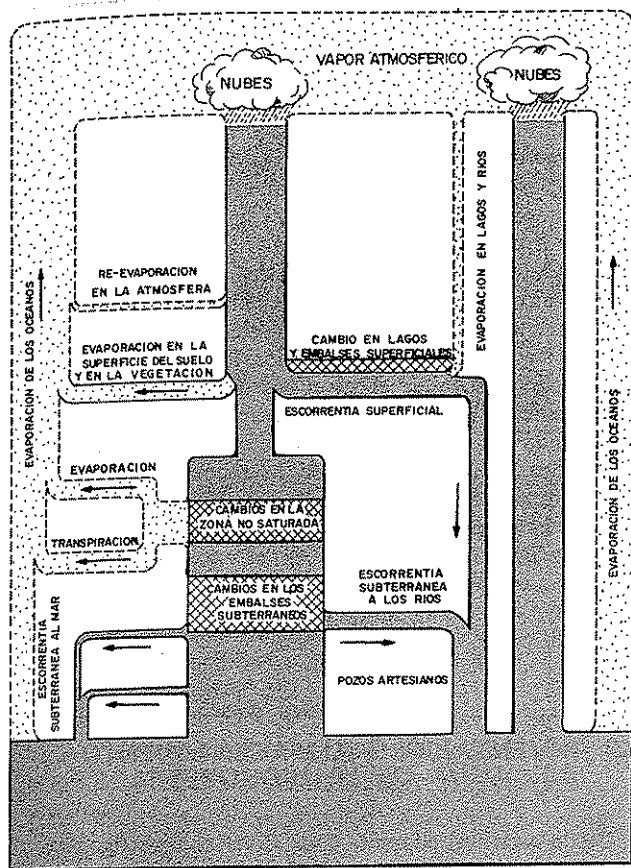 VAPOR ATMOSFERICO
NUBES
NUBES
RE-EVAPORACION
EN LA ATMOSFERA
EVAPORACION EN LA
SUPERFICIE DEL SUELO
Y EN LA VEGETACION
EVAPORACION DE LOS OCEANOS
CAMBIO EN LAGOS
Y EMBALSES SUPERFICIALES
EVAPORACION EN LAGOS Y RIOS
ESCORRENTIA SUPERFICIAL
EVAPORACION
TRANSPIRACION
CAMBIOS EN LA
ZONA NO SATURADA
CAMBIOS EN LOS
EMBALSES
SUBTERRANEOS
ESCORRENTIA
SUBTERRANEA
A LOS RIOS
EVAPORACION DE LOS OCEANOS
ESCORRENTIA
SUBTERRANEA AL MAR
POZOS ARTESIANOS